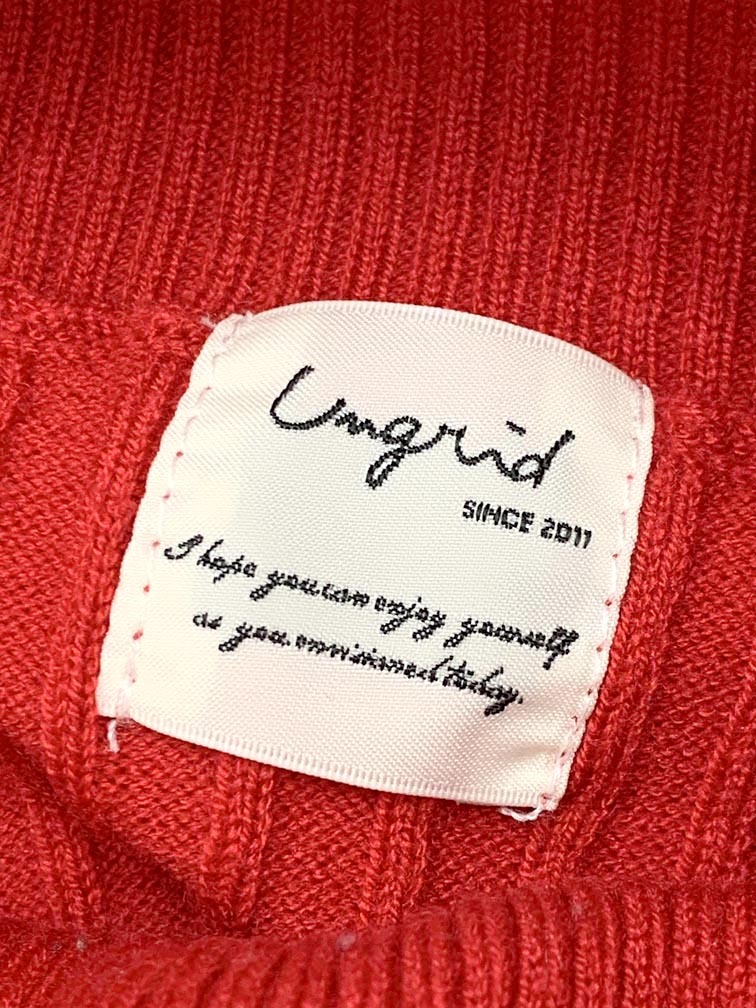 Ungrid
SINCE 2011
I hope you can enjoy yourself
as you envisioned today.